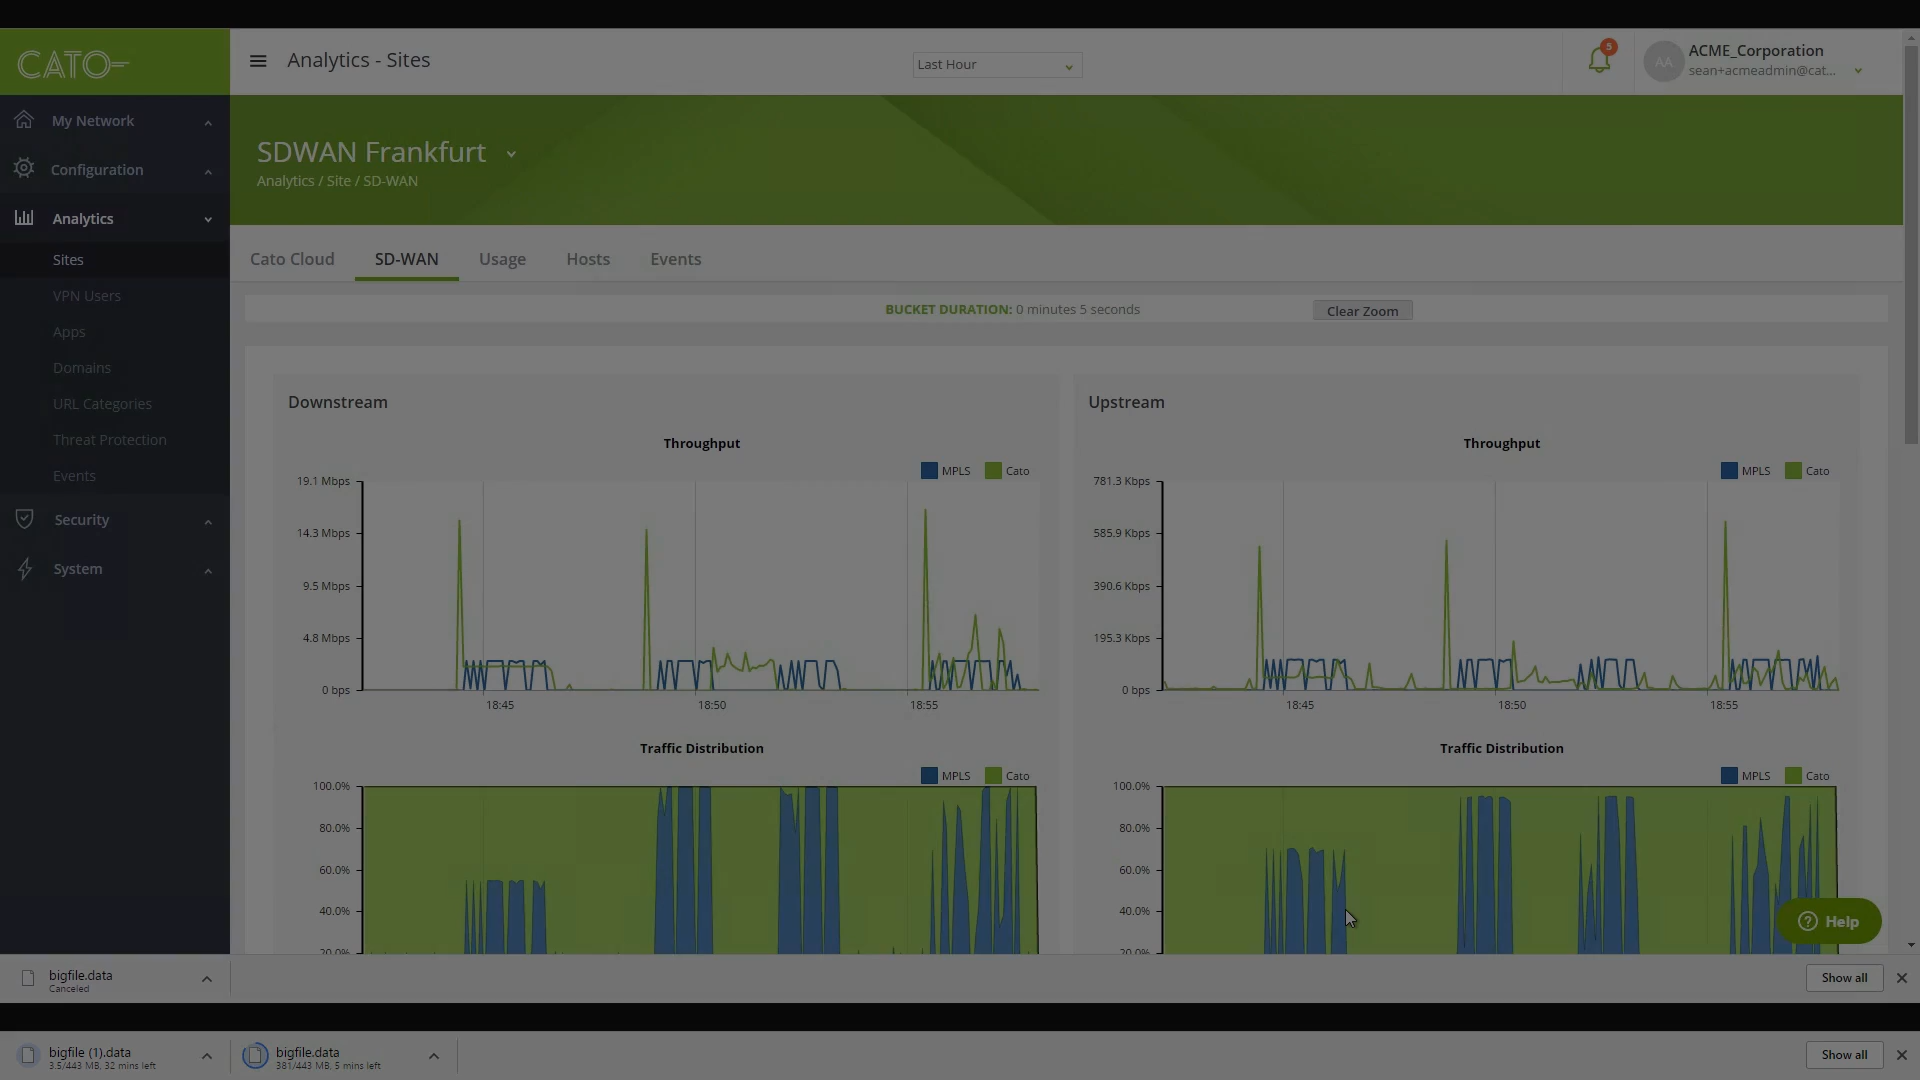 CATO
Analytics - Sites
Last Hour
5
AA
ACME_Corporation
sean+acmeadmin@cat...
My Network
Configuration
Analytics
Sites
VPN Users
Apps
Domains
URL Categories
Threat Protection
Events
Security
System
SDWAN Frankfurt
Analytics / Site / SD-WAN
Cato Cloud
SD-WAN
Usage
Hosts
Events
BUCKET DURATION: 0 minutes 5 seconds
Clear Zoom
Downstream
Throughput
MPLS Cato
19.1 Mbps
14.3 Mbps
9.5 Mbps
4.8 Mbps
0 bps
18:45 18:50 18:55
Traffic Distribution
MPLS Cato
100.0%
80.0%
60.0%
40.0%
20.0%
Upstream
Throughput
MPLS Cato
781.3 Kbps
585.9 Kbps
390.6 Kbps
195.3 Kbps
0 bps
18:45 18:50 18:55
Traffic Distribution
MPLS Cato
100.0%
80.0%
60.0%
40.0%
20.0%
? Help
bigfile.data
Canceled
Show all
bigfile (1).data
3.5/443 MB, 32 mins left
bigfile.data
381/443 MB, 5 mins left
Show all